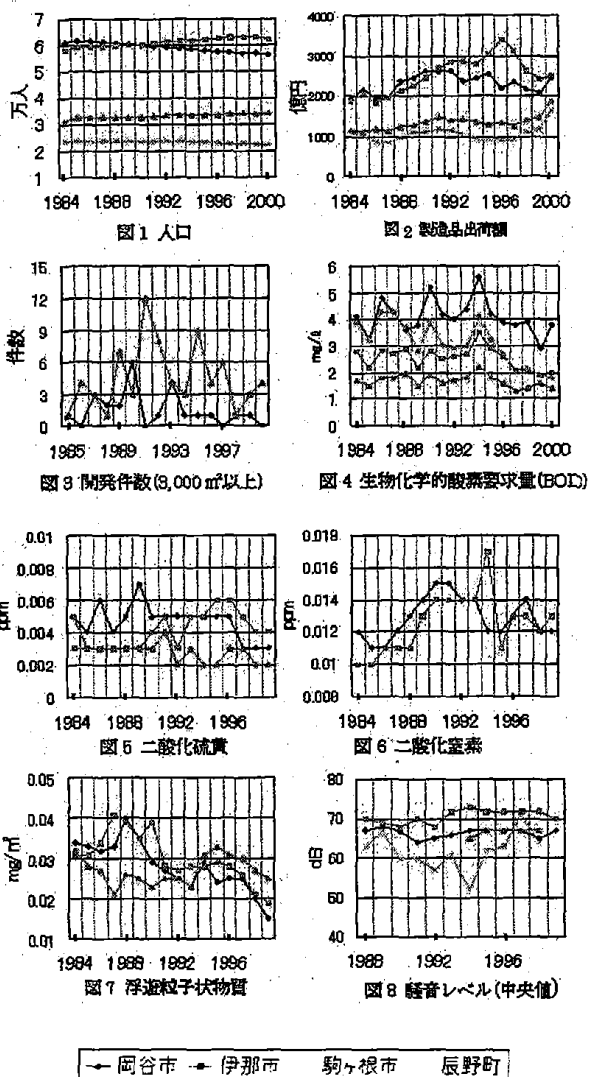 7
6
5
4
3
2
1
万人
1984 1988 1992 1996 2000
図1 人口
4000
3000
2000
1000
0
億円
1984 1988 1992 1996 2000
図2 製造品出荷額
15
12
9
6
3
0
件数
1985 1989 1993 1997
図3 開発件数(3,000㎡以上)
6
5
4
3
2
1
0
mg/ℓ
1984 1988 1992 1996 2000
図4 生物化学的酸素要求量(BOD)
0.01
0.008
0.006
0.004
0.002
0
ppm
1984 1988 1992 1996
図5 二酸化硫黄
0.018
0.016
0.014
0.012
0.01
0.008
ppm
1984 1988 1992 1996
図6 二酸化窒素
0.05
0.04
0.03
0.02
0.01
mg/㎥
1984 1988 1992 1996
図7 浮遊粒子状物質
80
70
60
50
40
dB
1988 1992 1996
図8 騒音レベル(中央値)
岡谷市 伊那市 駒ヶ根市 辰野町